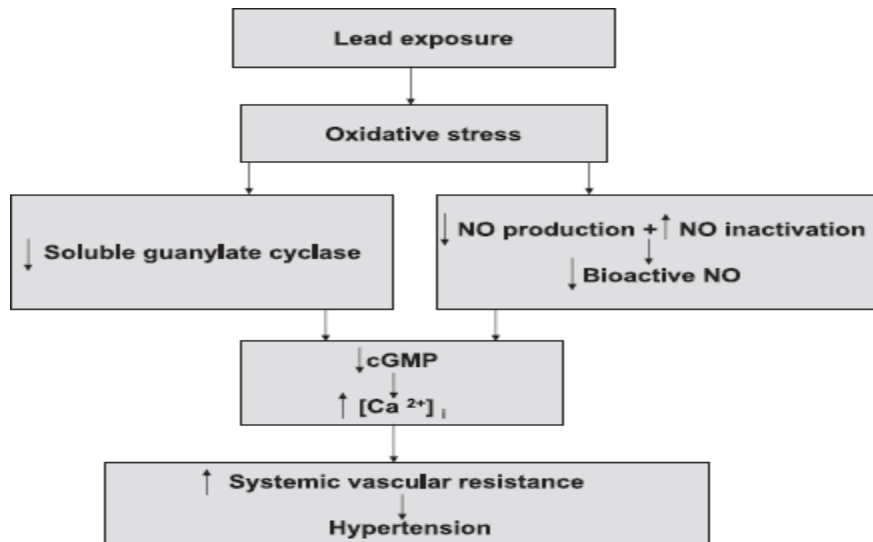 Lead exposure
Oxidative stress
↓ Soluble guanylate cyclase
↓ NO production + ↑ NO inactivation
↓ Bioactive NO
↓ cGMP
↑ [Ca 2+] i
↑ Systemic vascular resistance
Hypertension